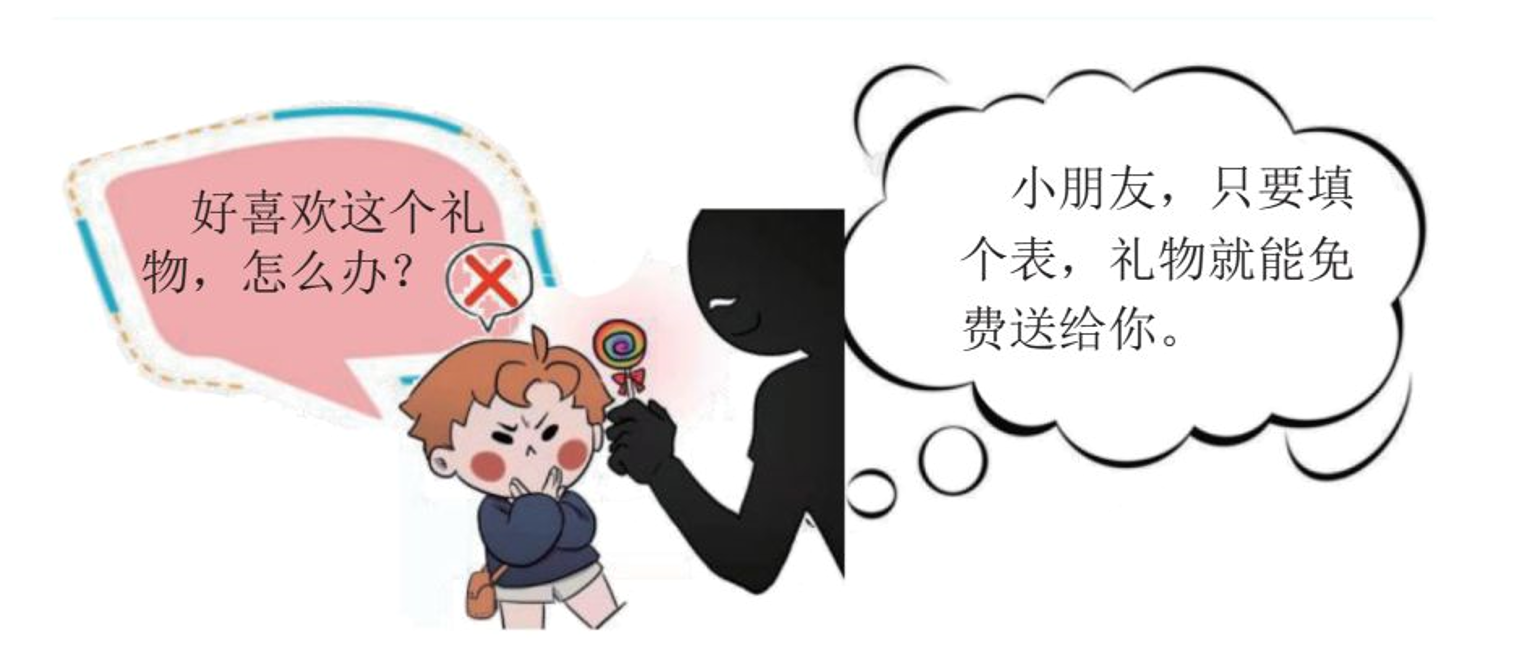 好喜欢这个礼
物，怎么办？
小朋友，只要填
个表，礼物就能免
费送给你。